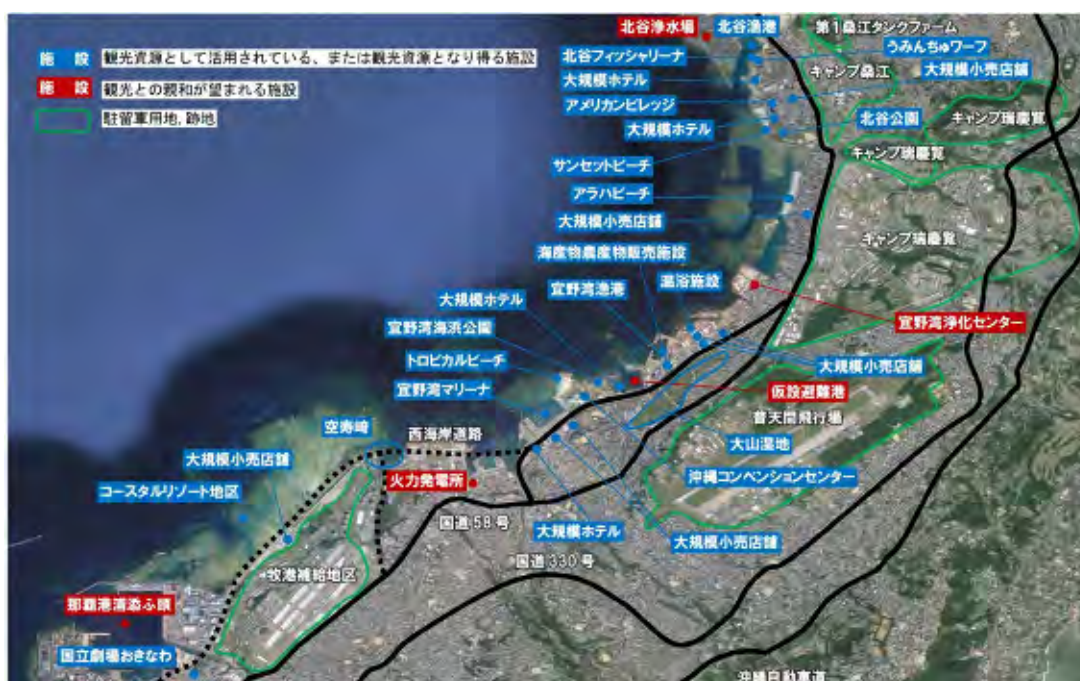 施 設 観光資源として活用されている、または観光資源となり得る施設
施 設 観光との親和が望まれる施設
駐留軍用地,跡地
北谷浄水場
北谷漁港
第1桑江タンクファーム
北谷フィッシャリーナ
うみんちゅワーフ
キャンプ桑江
大規模ホテル
大規模小売店舗
アメリカンビレッジ
大規模ホテル
北谷公園
キャンプ瑞慶覧
キャンプ瑞慶覧
サンセットビーチ
アラハビーチ
大規模小売店舗
キャンプ瑞慶覧
海産物農産物販売施設
温浴施設
宜野湾漁港
大規模ホテル
宜野湾浄化センター
宜野湾海浜公園
トロピカルビーチ
大規模小売店舗
宜野湾マリーナ
仮設避難港
普天間飛行場
空寿崎
西海岸道路
大山湿地
大規模小売店舗
コースタルリゾート地区
火力発電所
沖縄コンベンションセンター
国道58号
大規模ホテル
大規模小売店舗
国道330号
牧港補給地区
那覇港浦添ふ頭
国立劇場おきなわ
沖縄自動車道